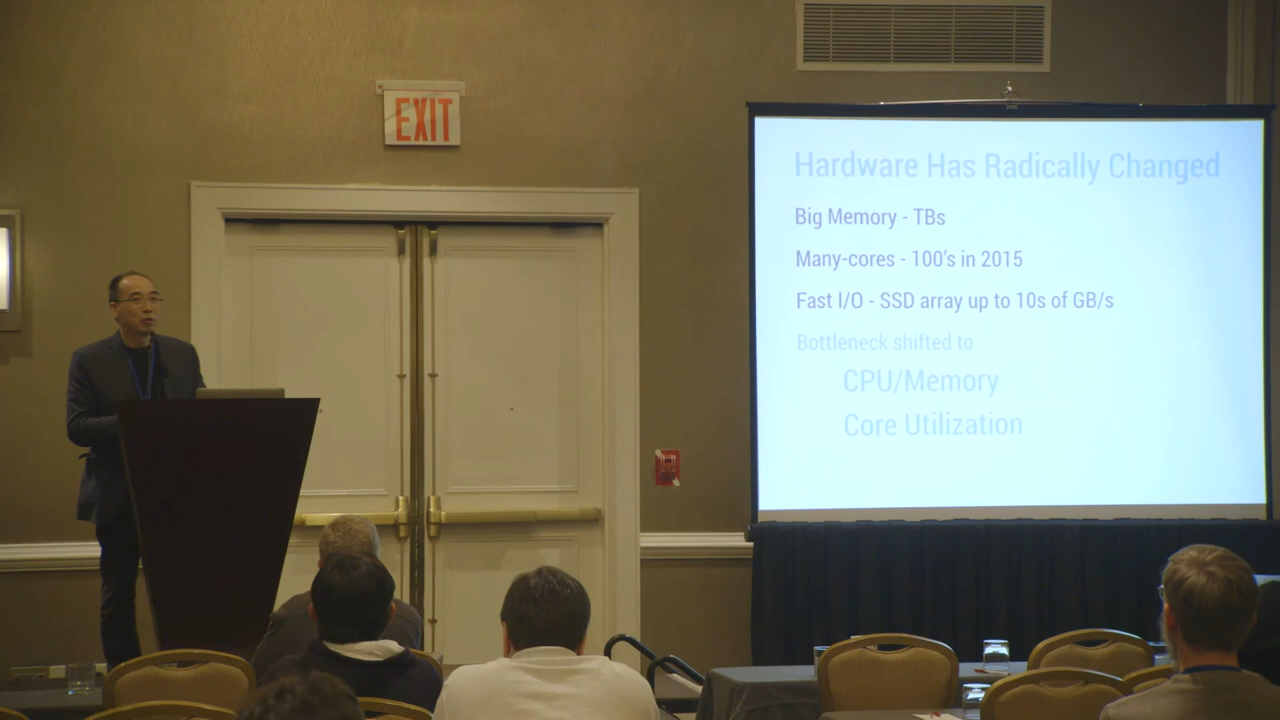 EXIT
Hardware Has Radically Changed
Big Memory - TBs
Many-cores - 100's in 2015
Fast I/O - SSD array up to 10s of GB/s
Bottleneck shifted to
CPU/Memory
Core Utilization